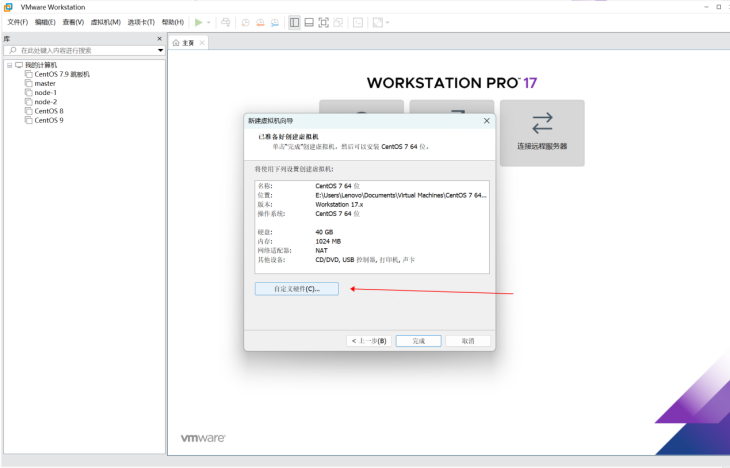 VMware Workstation
文件(F) 编辑(E) 查看(V) 虚拟机(M) 选项卡(T) 帮助(H)
库
在此处键入内容进行搜索
主页
我的计算机
CentOS 7.9 跳板机
master
node-1
node-2
CentOS 8
CentOS 9
WORKSTATION PRO™ 17
连接远程服务器
新建虚拟机向导
已准备好创建虚拟机
单击"完成"创建虚拟机。然后可以安装 CentOS 7 64 位。
将使用下列设置创建虚拟机:
名称: CentOS 7 64 位
位置: E:\Users\Lenovo\Documents\Virtual Machines\CentOS 7 64...
版本: Workstation 17.x
操作系统: CentOS 7 64 位
硬盘: 40 GB
内存: 1024 MB
网络适配器: NAT
其他设备: CD/DVD, USB 控制器, 打印机, 声卡
自定义硬件(C)...
< 上一步(B) 完成 取消
vmware